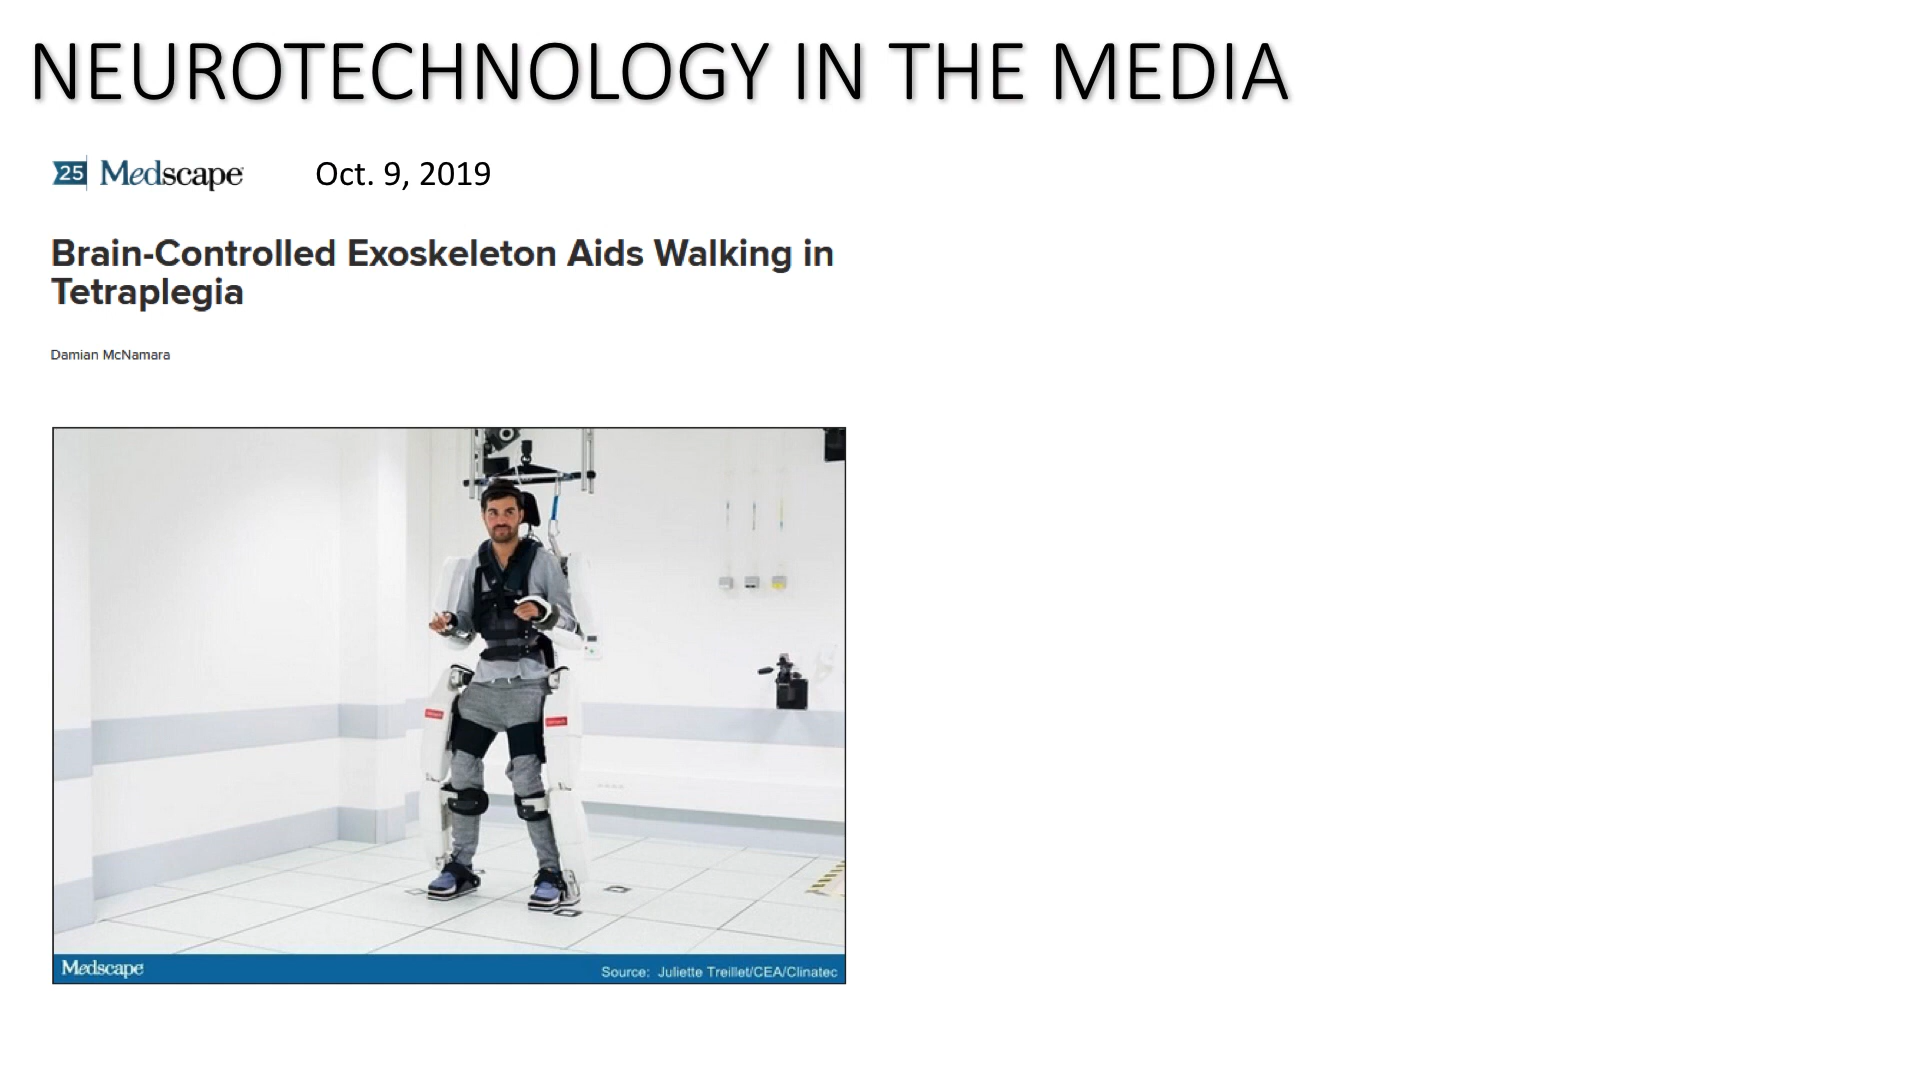 NEUROTECHNOLOGY IN THE MEDIA
25 Medscape Oct. 9, 2019
Brain-Controlled Exoskeleton Aids Walking in
Tetraplegia
Damian McNamara
Medscape Source: Juliette Treillet/CEA/Clinatec